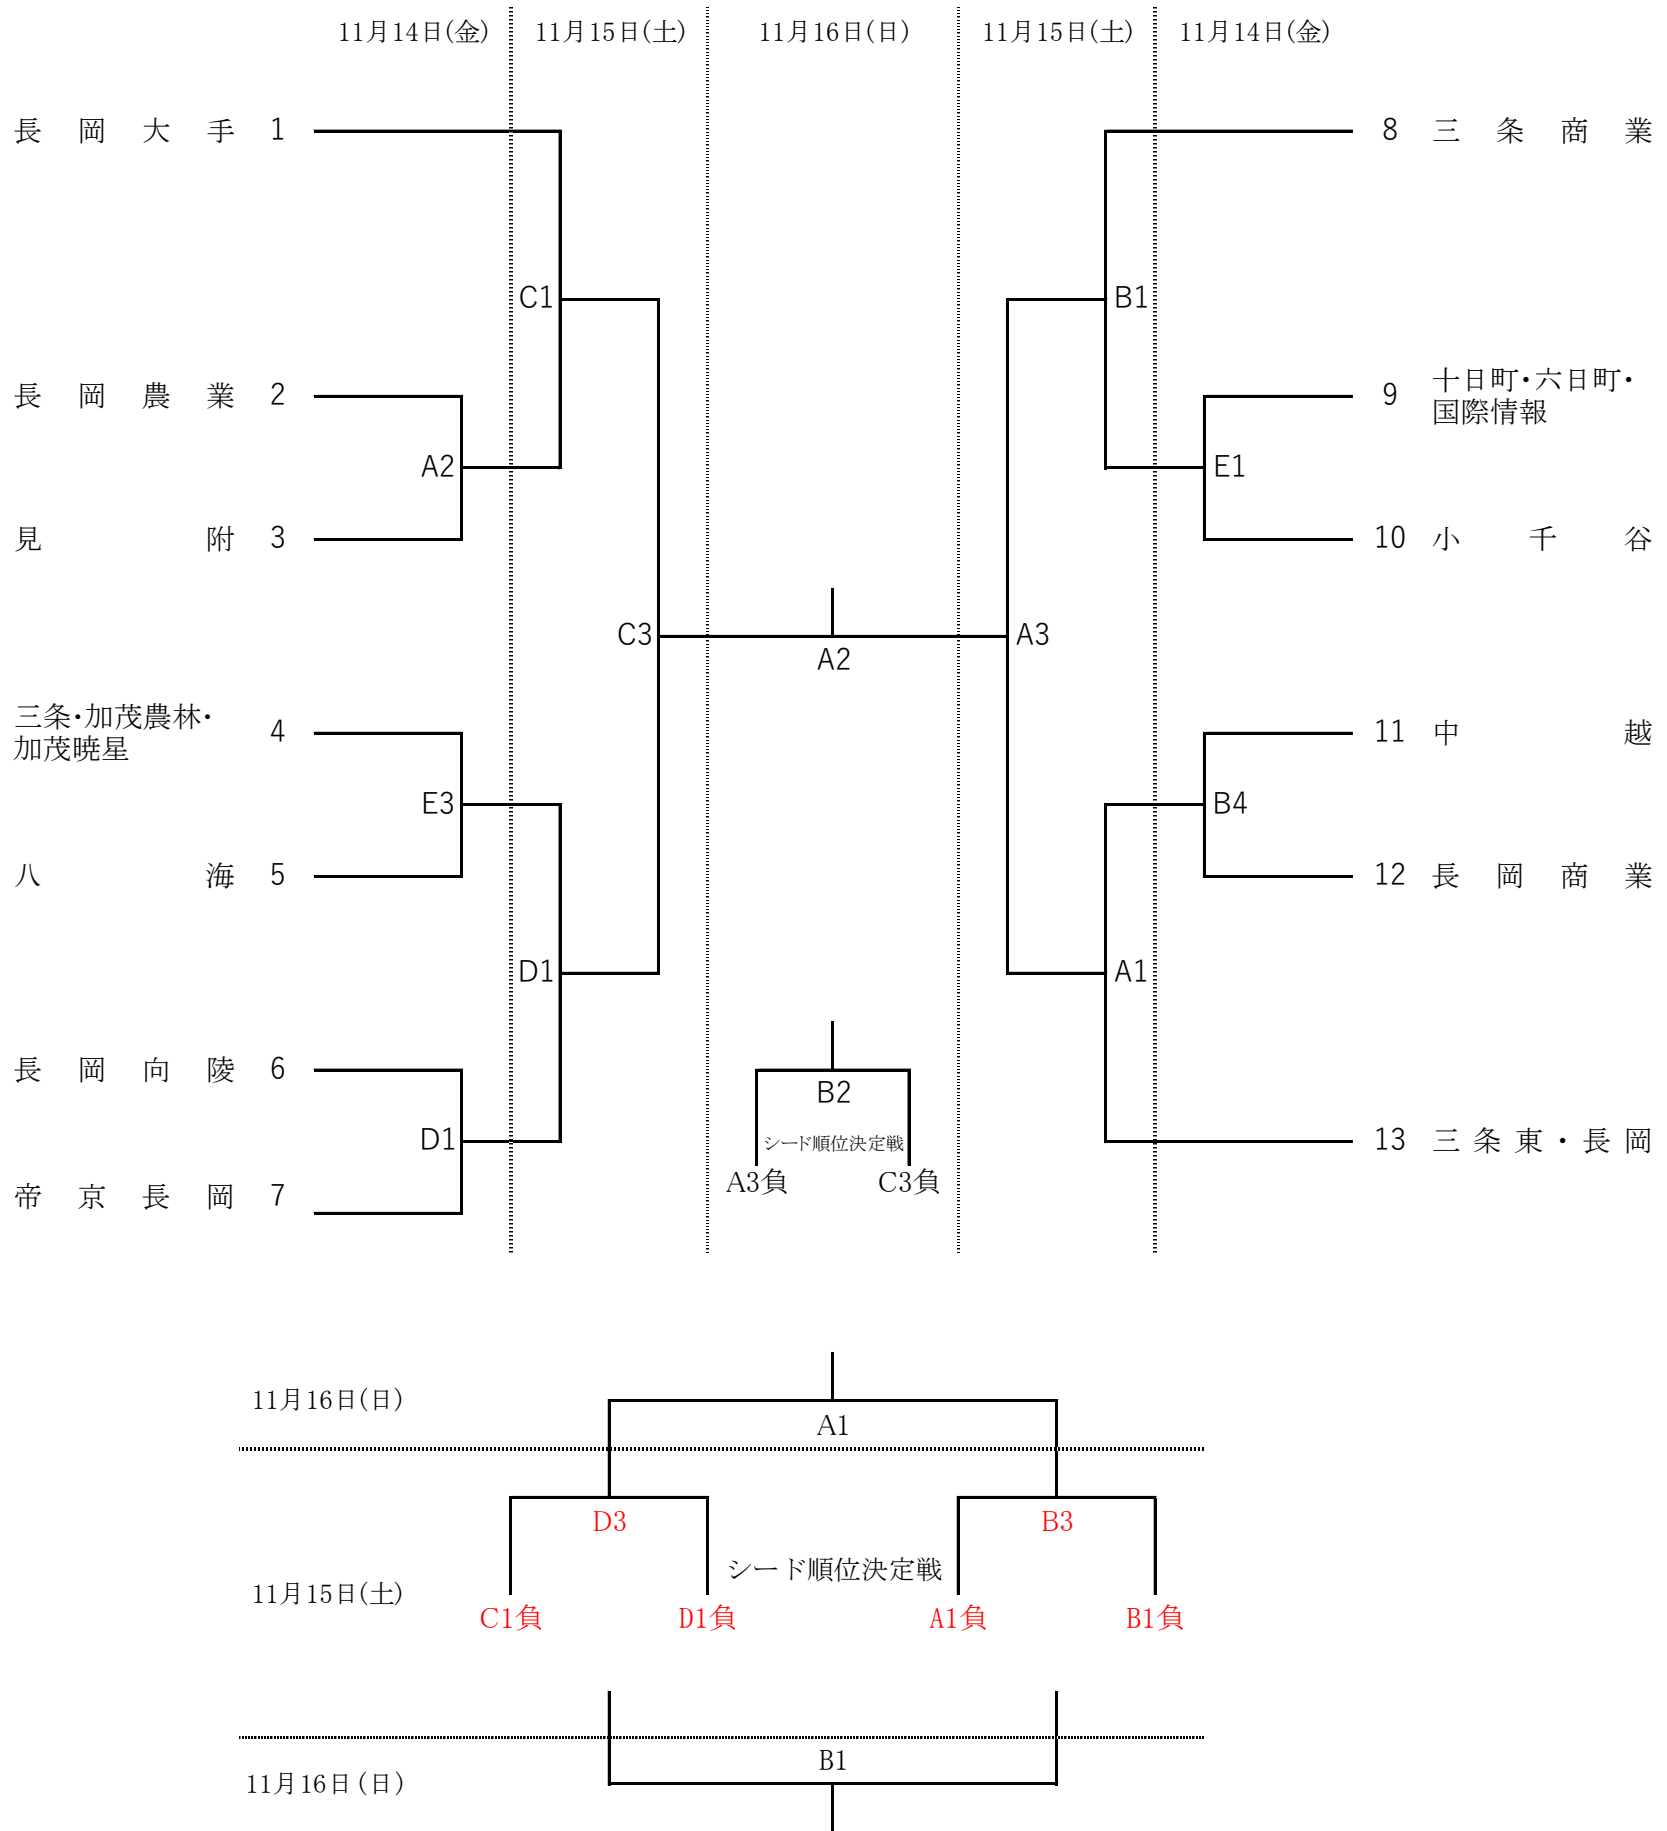 11月14日(金) 11月15日(土) 11月16日(日) 11月15日(土) 11月14日(金)
長岡大手 1
8 三条商業
C1
B1
長岡農業 2
9 十日町・六日町・
国際情報
A2
E1
見附 3
10 小千谷
C3
A3
A2
三条・加茂農林・
加茂暁星
4
11 中越
E3
B4
八海 5
12 長岡商業
D1
A1
長岡向陵 6
B2
D1
シード順位決定戦
13 三条東・長岡
A3負 C3負
帝京長岡 7
11月16日(日)
A1
D3
B3
シード順位決定戦
11月15日(土)
C1負 D1負 A1負 B1負
B1
11月16日(日)